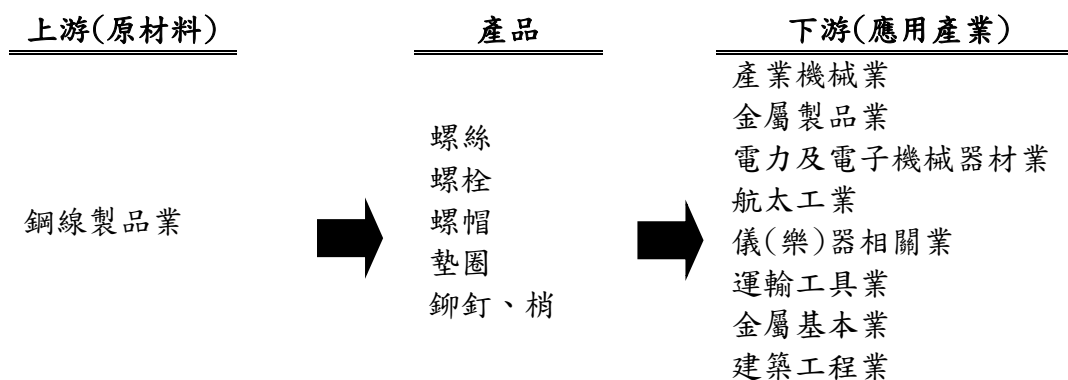 上游(原材料)
鋼線製品業
產品
螺絲
螺栓
螺帽
墊圈
鉚釘、梢
下游(應用產業)
產業機械業
金屬製品業
電力及電子機械器材業
航太工業
儀(樂)器相關業
運輸工具業
金屬基本業
建築工程業